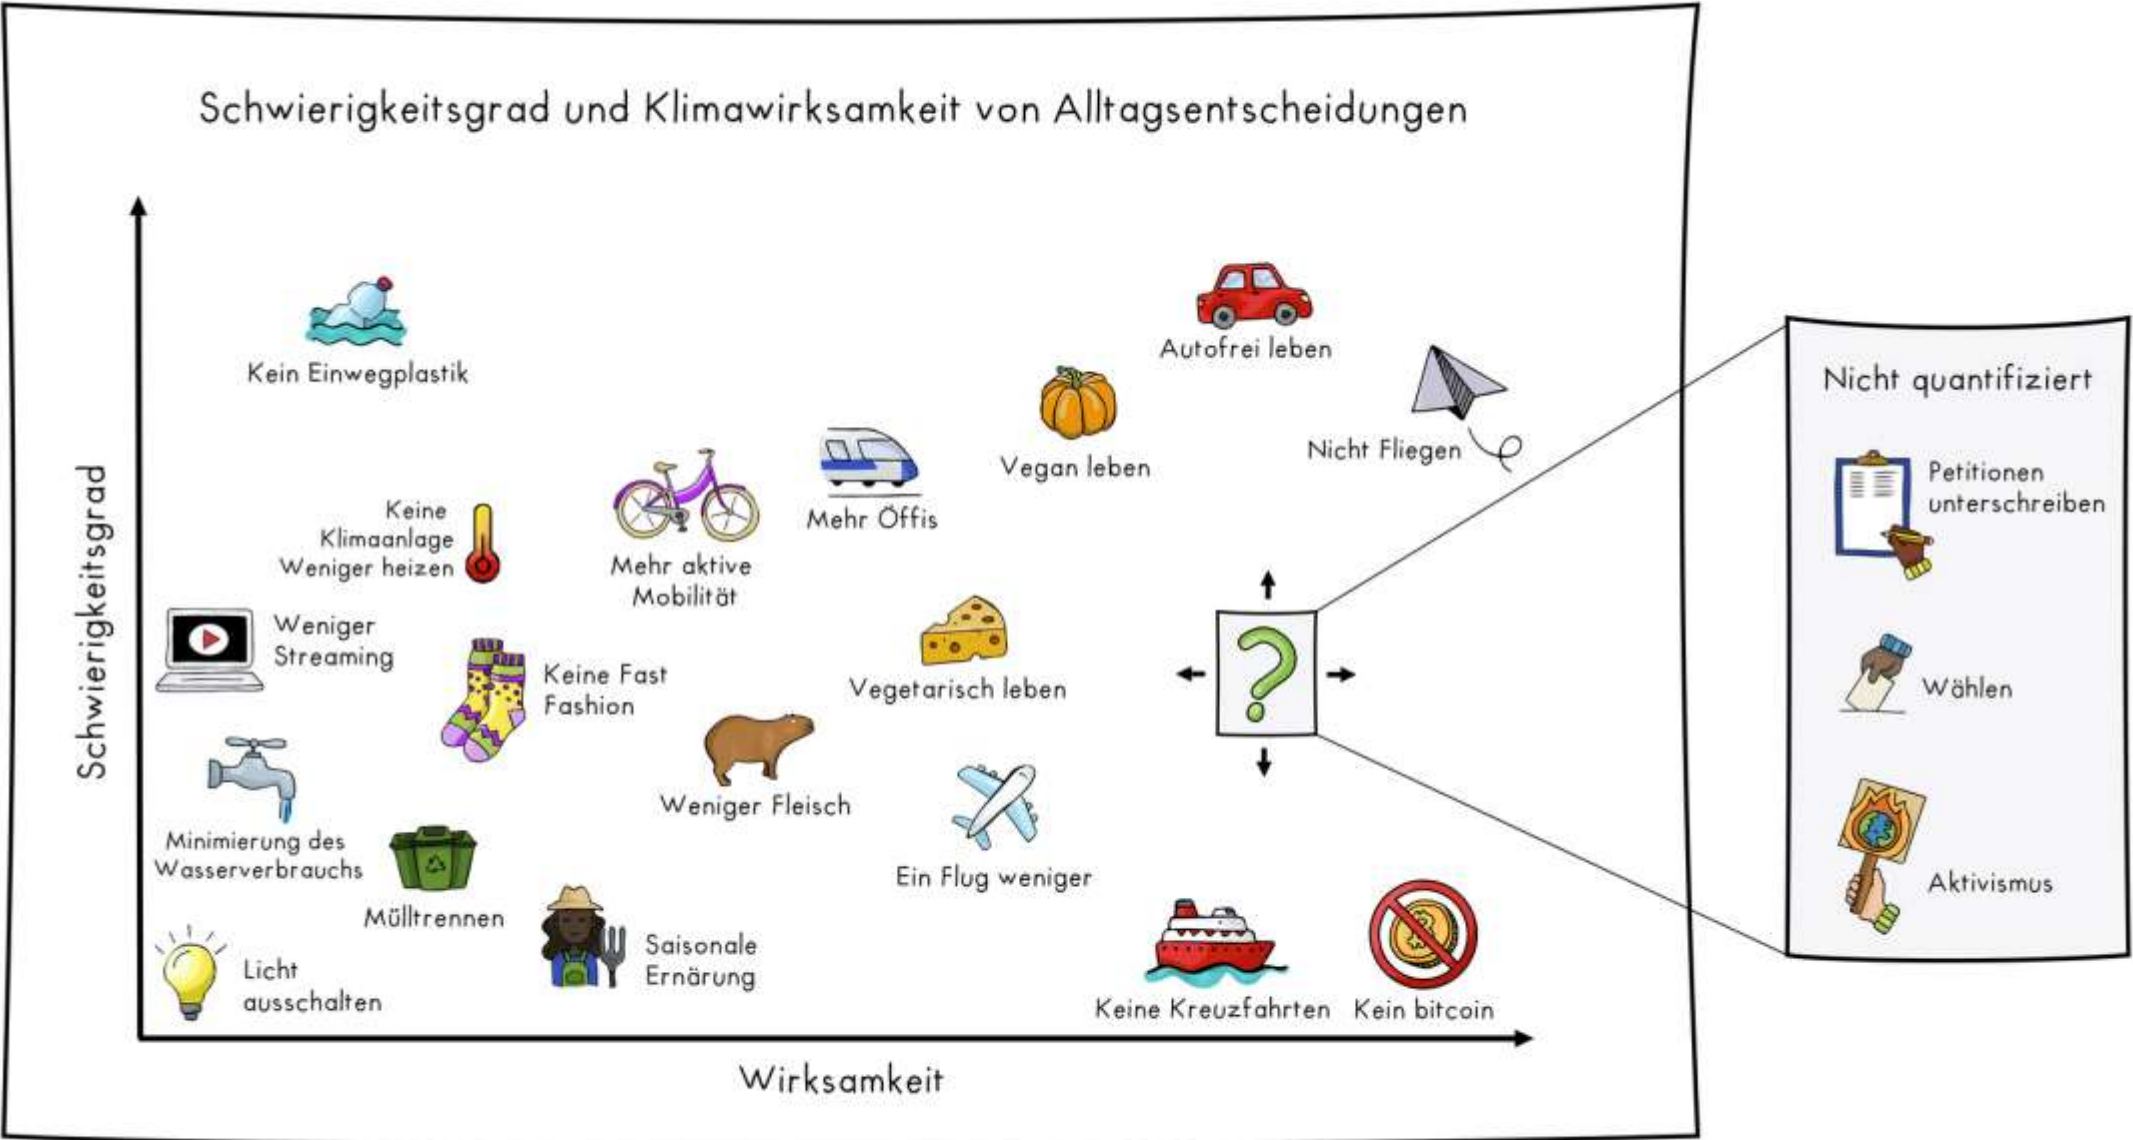 Schwierigkeitsgrad und Klimawirksamkeit von Alltagsentscheidungen
Schwierigkeitsgrad
Kein Einwegplastik
Autofrei leben
Nicht Fliegen
Vegan leben
Mehr Öffis
Keine
Klimaanlage
Weniger heizen
Mehr aktive
Mobilität
Weniger
Streaming
Keine Fast
Fashion
Vegetarisch leben
?
Weniger Fleisch
Minimierung des
Wasserverbrauchs
Ein Flug weniger
Mülltrennen
Saisonale
Ernärung
Licht
ausschalten
Keine Kreuzfahrten
Kein bitcoin
Wirksamkeit
Nicht quantifiziert
Petitionen
unterschreiben
Wählen
Aktivismus